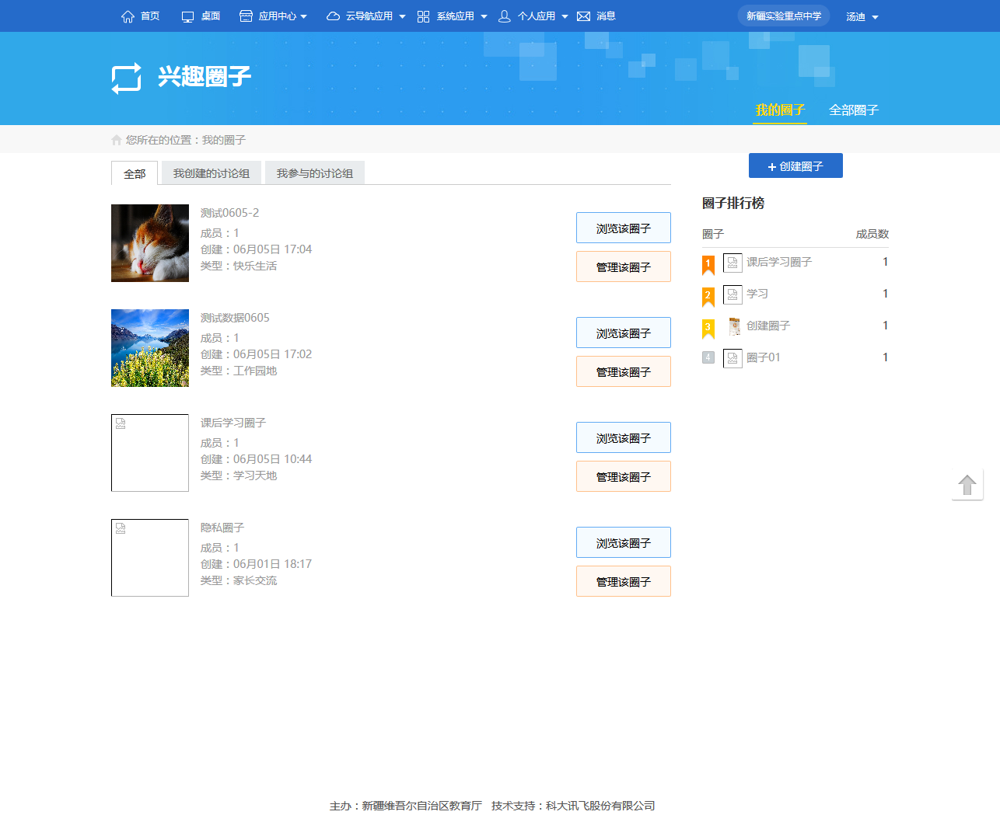 首页 桌面 应用中心 云导航应用 系统应用 个人应用 消息 新疆实验重点中学 汤迪
兴趣圈子
我的圈子 全部圈子
您所在的位置：我的圈子
全部 我创建的讨论组 我参与的讨论组
+ 创建圈子
测试0605-2
成员：1
创建：06月05日 17:04
类型：快乐生活
浏览该圈子
管理该圈子
测试数据0605
成员：1
创建：06月05日 17:02
类型：工作园地
浏览该圈子
管理该圈子
课后学习圈子
成员：1
创建：06月05日 10:44
类型：学习天地
浏览该圈子
管理该圈子
隐私圈子
成员：1
创建：06月01日 18:17
类型：家长交流
浏览该圈子
管理该圈子
圈子排行榜
圈子 成员数
1 课后学习圈子 1
2 学习 1
3 创建圈子 1
4 圈子01 1
主办：新疆维吾尔自治区教育厅 技术支持：科大讯飞股份有限公司